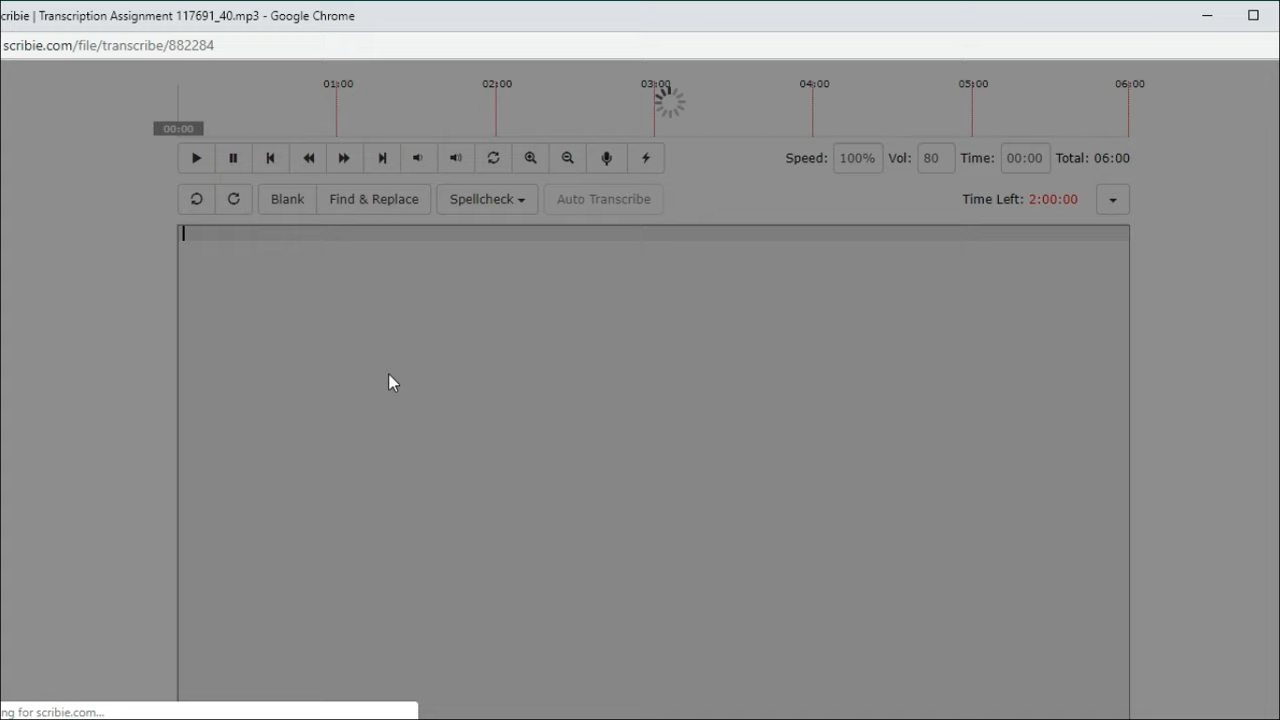 cribie | Transcription Assignment 117691_40.mp3 - Google Chrome
scribie.com/file/transcribe/882284
01:00 02:00 03:00 04:00 05:00 06:00
00:00
Speed: 100% Vol: 80 Time: 00:00 Total: 06:00
Blank Find & Replace Spellcheck Auto Transcribe Time Left: 2:00:00
ng for scribie.com...